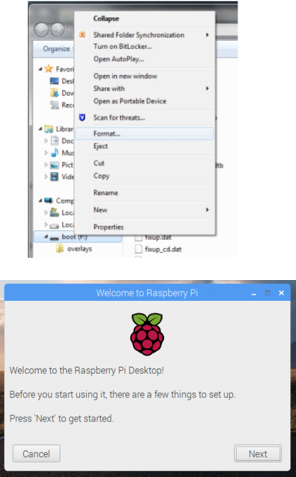 Organize
Collapse
Shared Folder Synchronization
Turn on BitLocker...
Open AutoPlay...
Open in new window
Share with
Open as Portable Device
Scan for threats...
Format...
Eject
Cut
Copy
Rename
New
Properties
Favori
Desl
Dow
Rec
Librar
Doc
Mus
Pict
Vide
Comp
Loca
Loca
boot (F:)
overlays
tb
fixup.dat
fixup_cd.dat
Welcome to Raspberry Pi
Welcome to the Raspberry Pi Desktop!
Before you start using it, there are a few things to set up.
Press 'Next' to get started.
Cancel
Next